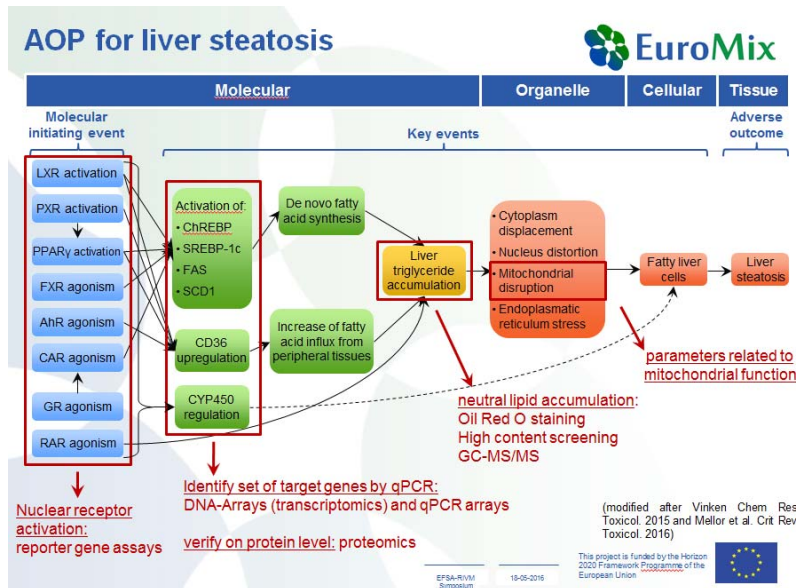 AOP for liver steatosis
EuroMix
Molecular
Organelle
Cellular
Tissue
Molecular
initiating event
Key events
Adverse
outcome
LXR activation
PXR activation
PPARγ activation
FXR agonism
AhR agonism
CAR agonism
GR agonism
RAR agonism
Activation of:
• ChREBP
• SREBP-1c
• FAS
• SCD1
CD36
upregulation
CYP450
regulation
De novo fatty
acid synthesis
Increase of fatty
acid influx from
peripheral tissues
Liver
triglyceride
accumulation
• Cytoplasm
displacement
• Nucleus distortion
• Mitochondrial
disruption
• Endoplasmatic
reticulum stress
Fatty liver
cells
Liver
steatosis
parameters related to
mitochondrial function
neutral lipid accumulation:
Oil Red O staining
High content screening
GC-MS/MS
Nuclear receptor
activation:
reporter gene assays
Identify set of target genes by qPCR:
DNA-Arrays (transcriptomics) and qPCR arrays
verify on protein level: proteomics
(modified after Vinken Chem Res
Toxicol. 2015 and Mellor et al. Crit Rev
Toxicol. 2016)
EFSA-RIVM
Symposium
18-05-2016
This project is funded by the Horizon
2020 Framework Programme of the
European Union